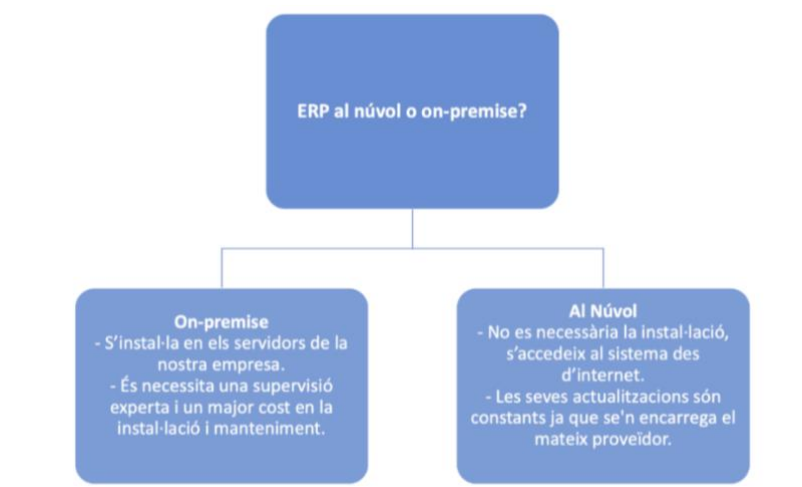 ERP al núvol o on-premise?
On-premise
- S'instal·la en els servidors de la
nostra empresa.
- És necessita una supervisió
experta i un major cost en la
instal·lació i manteniment.
Al Núvol
- No es necessària la instal·lació,
s'accedeix al sistema des
d'internet.
- Les seves actualitzacions són
constants ja que se'n encarrega el
mateix proveïdor.